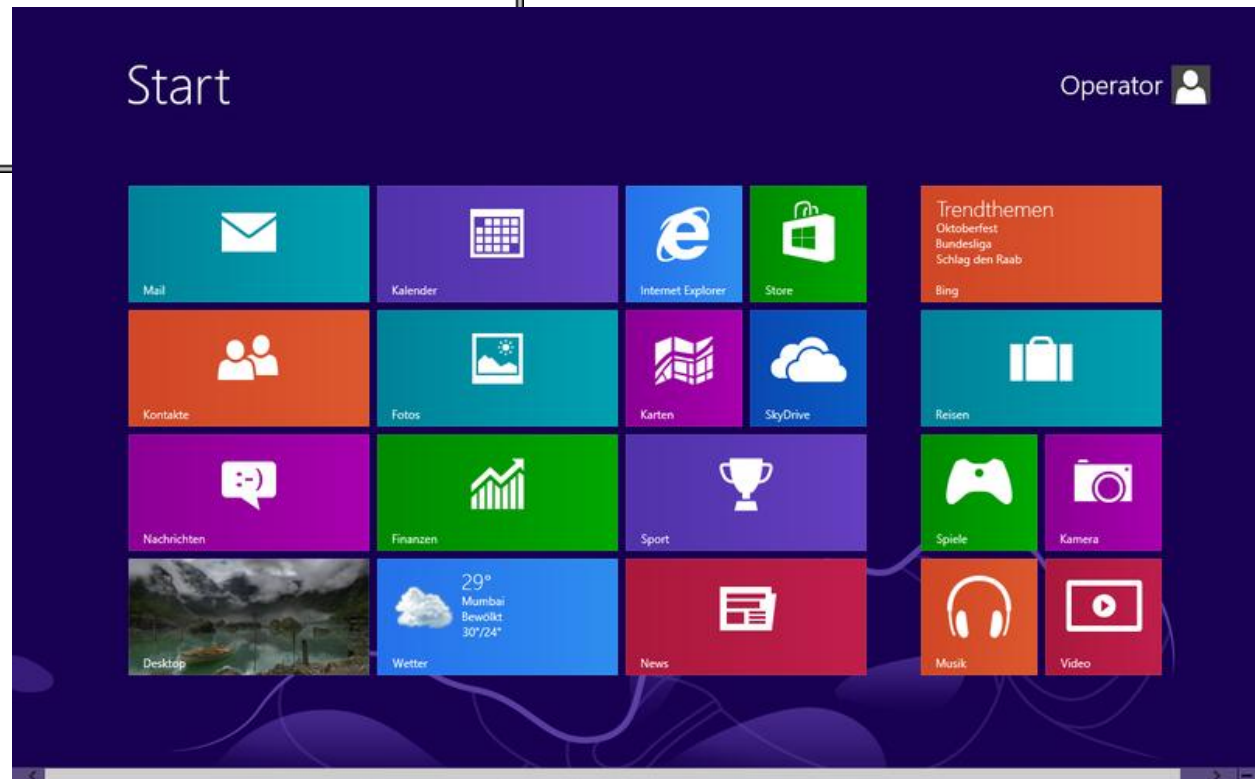 Start
Operator
Mail
Kalender
Internet Explorer
Store
Trendthemen
Oktoberfest
Bundesliga
Schlag den Raab
Bing
Kontakte
Fotos
Karten
SkyDrive
Reisen
Nachrichten
:-)
Finanzen
Sport
Spiele
Kamera
Desktop
29°
Mumbai
Bewölkt
30°/24°
Wetter
News
Musik
Video